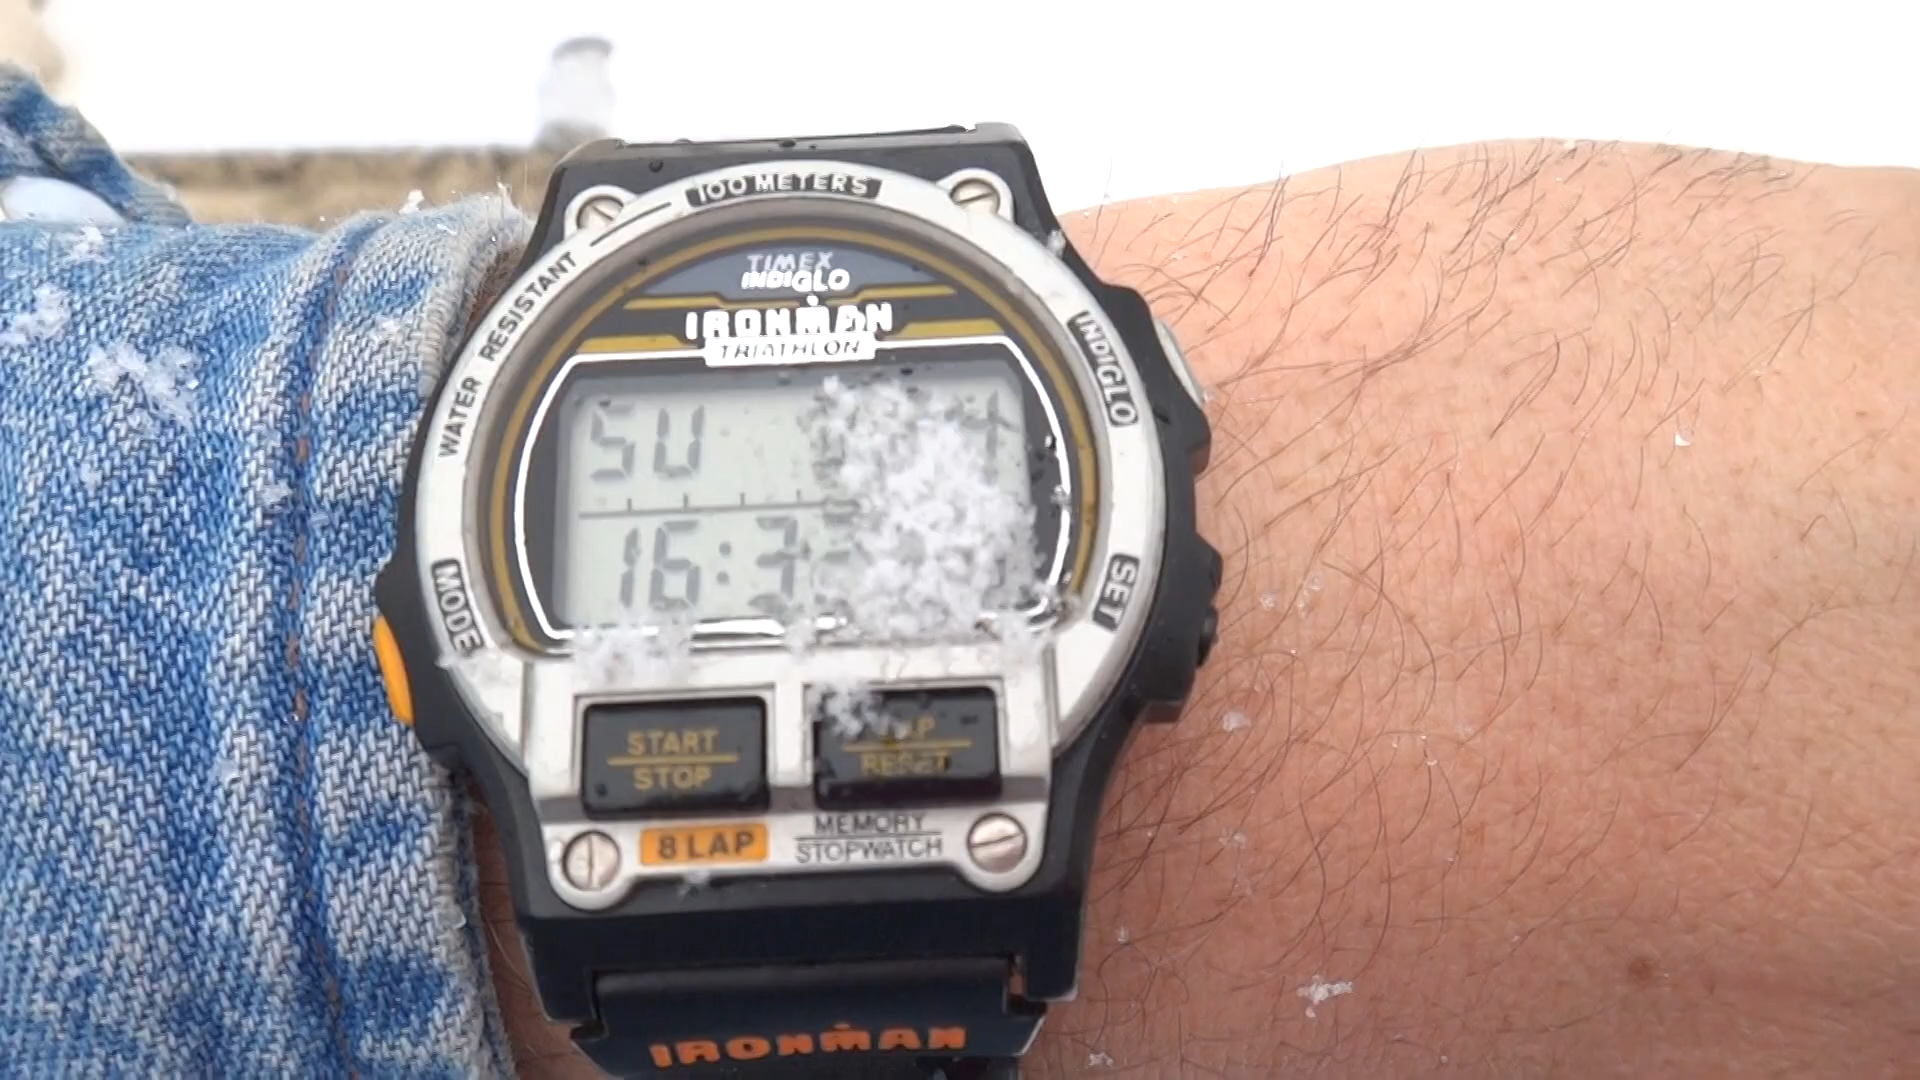 100 METERS
WATER RESISTANT
TIMEX
INDIGLO
IRONMAN
TRIATHLON
INDIGLO
SU
16:3
MODE
SET
START
STOP
RESET
8 LAP
MEMORY
STOPWATCH
IRONMAN